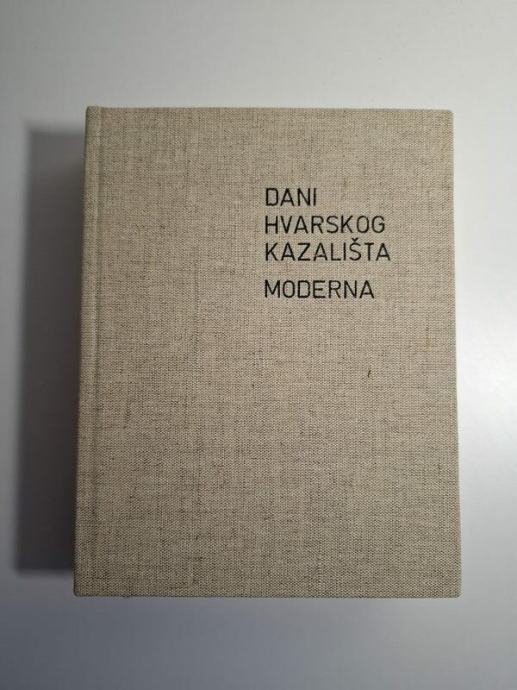 DANI
HVARSKOG
KAZALIŠTA
MODERNA